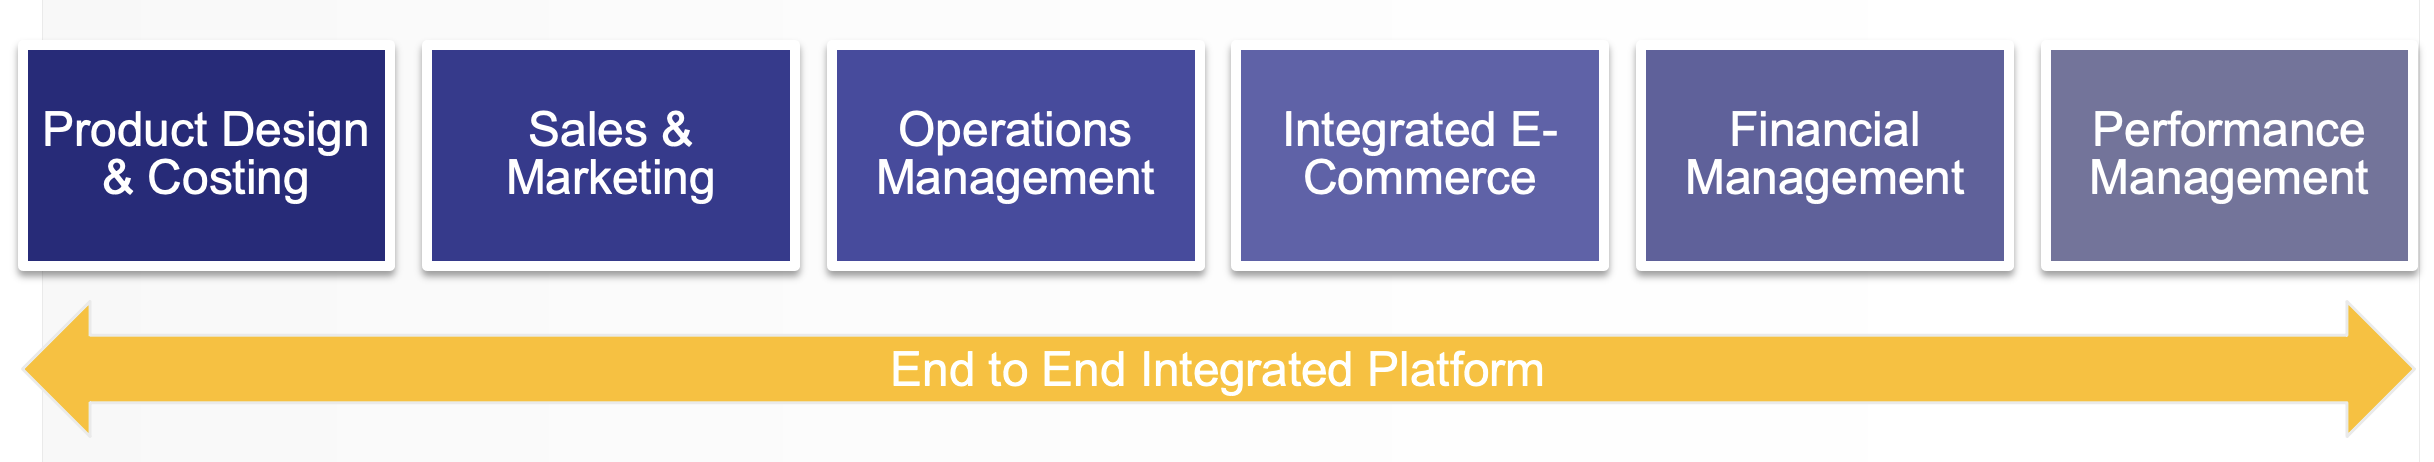 Product Design
& Costing
Sales &
Marketing
Operations
Management
Integrated E-
Commerce
Financial
Management
Performance
Management
End to End Integrated Platform